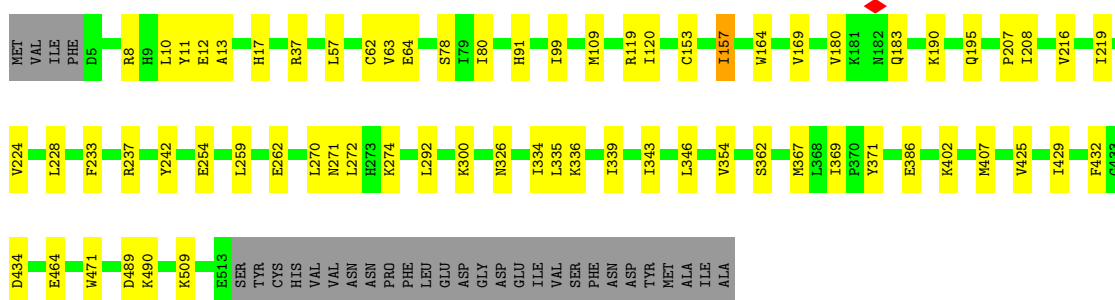 MET VAL ILE PHE D5 R8 H9 L10 Y11 E12 A13 H17 R37 L57 C62 V63 E64 S78 I79 I80 H91 I99 M109 R119 I120 C153 I157 W164 V169 V180 K181 N182 Q183 K190 Q195 P207 I208 V216 I219
V224 L228 F233 R237 Y242 E254 L259 E262 L270 N271 L272 H273 K274 L292 K300 N326 I334 L335 K336 I339 I343 L346 V354 S362 M367 L368 I369 P370 Y371 E386 K402 M407 V425 I429 F432 G433
D434 E464 W471 D489 K490 K509 E513 SER TYR CYS HIS VAL VAL ASN ASN PRO PHE LEU GLU ASP GLY ASP GLU ILE VAL SER PHE ASN ASP TYR MET ALA ILE ALA